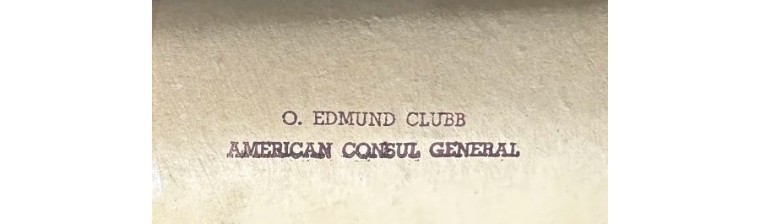 O. EDMUND CLUBB
AMERICAN CONSUL GENERAL